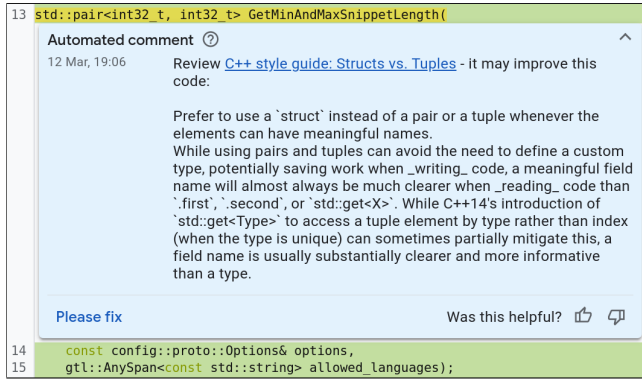 13 std::pair<int32_t, int32_t> GetMinAndMaxSnippetLength(
Automated comment ?
12 Mar, 19:06 Review C++ style guide: Structs vs. Tuples - it may improve this
code:
Prefer to use a `struct` instead of a pair or a tuple whenever the
elements can have meaningful names.
While using pairs and tuples can avoid the need to define a custom
type, potentially saving work when _writing_ code, a meaningful field
name will almost always be much clearer when _reading_ code than
`.first`, `.second`, or `std::get<X>`. While C++14's introduction of
`std::get<Type>` to access a tuple element by type rather than index
(when the type is unique) can sometimes partially mitigate this, a
field name is usually substantially clearer and more informative
than a type.
Please fix Was this helpful?
14 const config::proto::Options& options,
15 gtl::AnySpan<const std::string> allowed_languages);